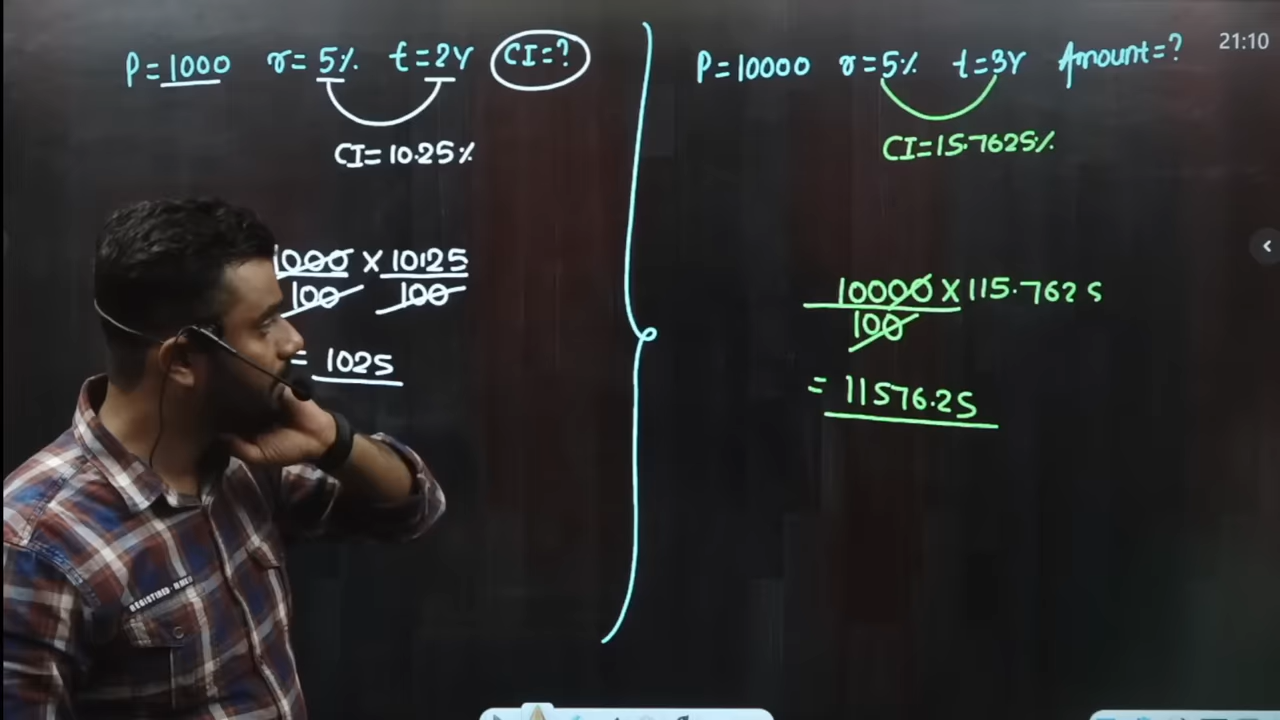 P=1000 r=5% t=2Y CI=?
CI=10.25%
1000 X 10125
100 100
= 1025
P=10000 r=5% t=3Y Amount=?
CI=15.7625%
10000 X 115.7625
100
= 11576.25
21:10
REGISTERED-